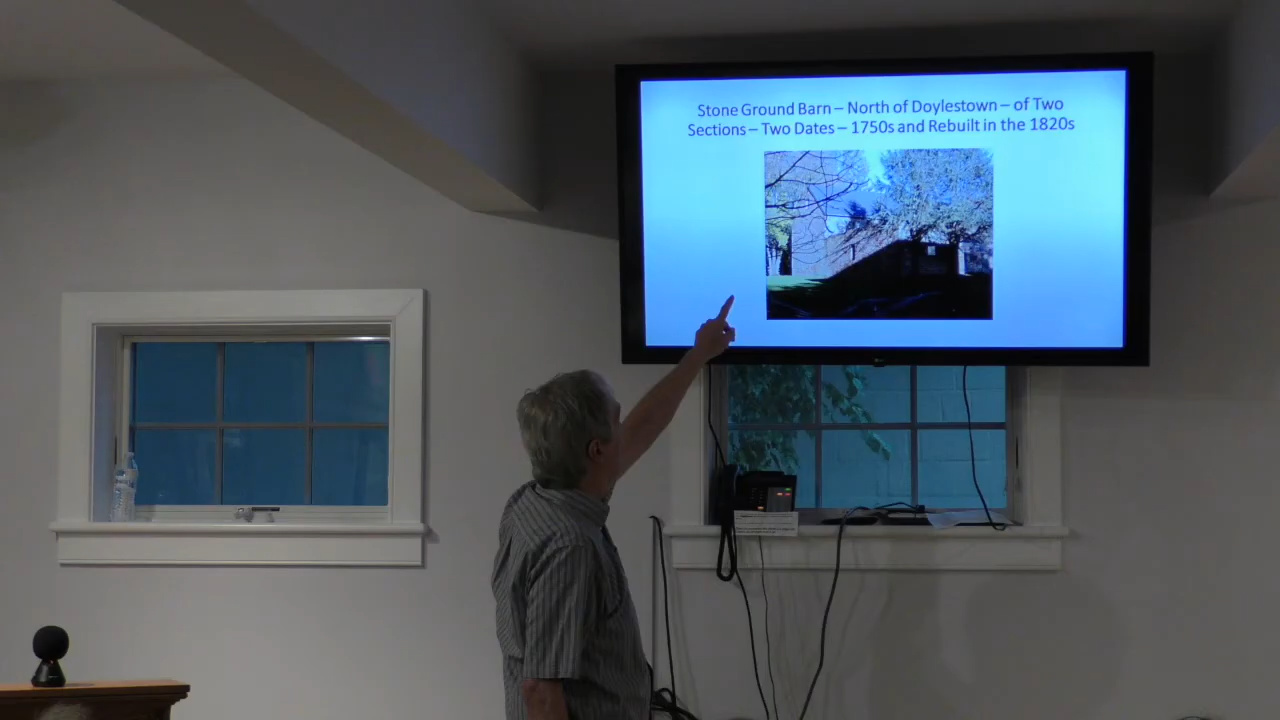 Stone Ground Barn – North of Doylestown – of Two
Sections – Two Dates – 1750s and Rebuilt in the 1820s